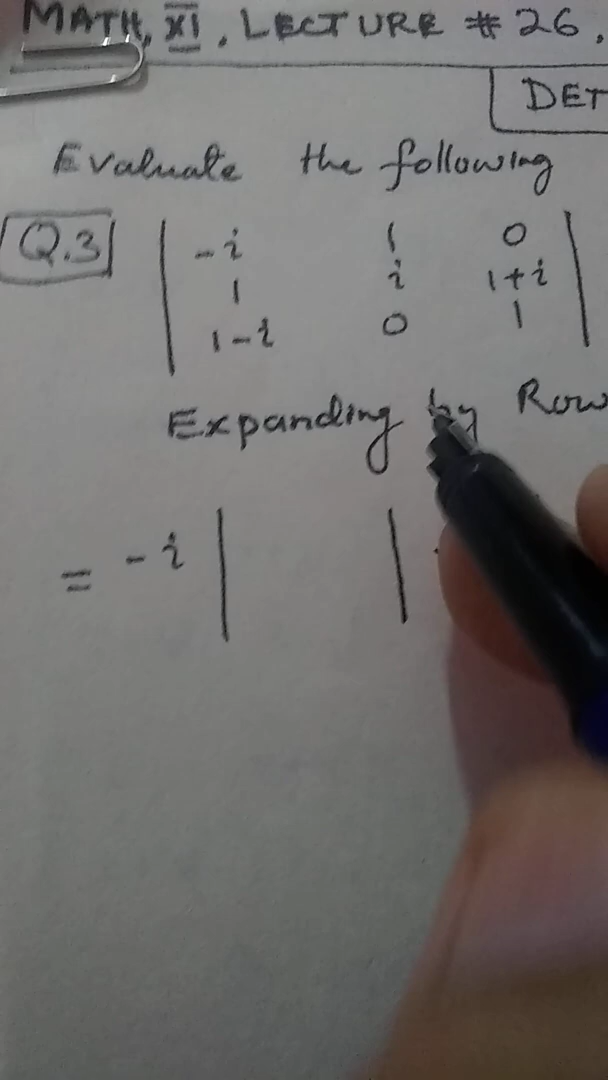 MATH, XI, LECTURE # 26.
DET
Evaluate the following
Q.3 | -i 1 0 |
| 1 i 1+i |
| 1-i 0 1 |
Expanding by Row
= -i | |